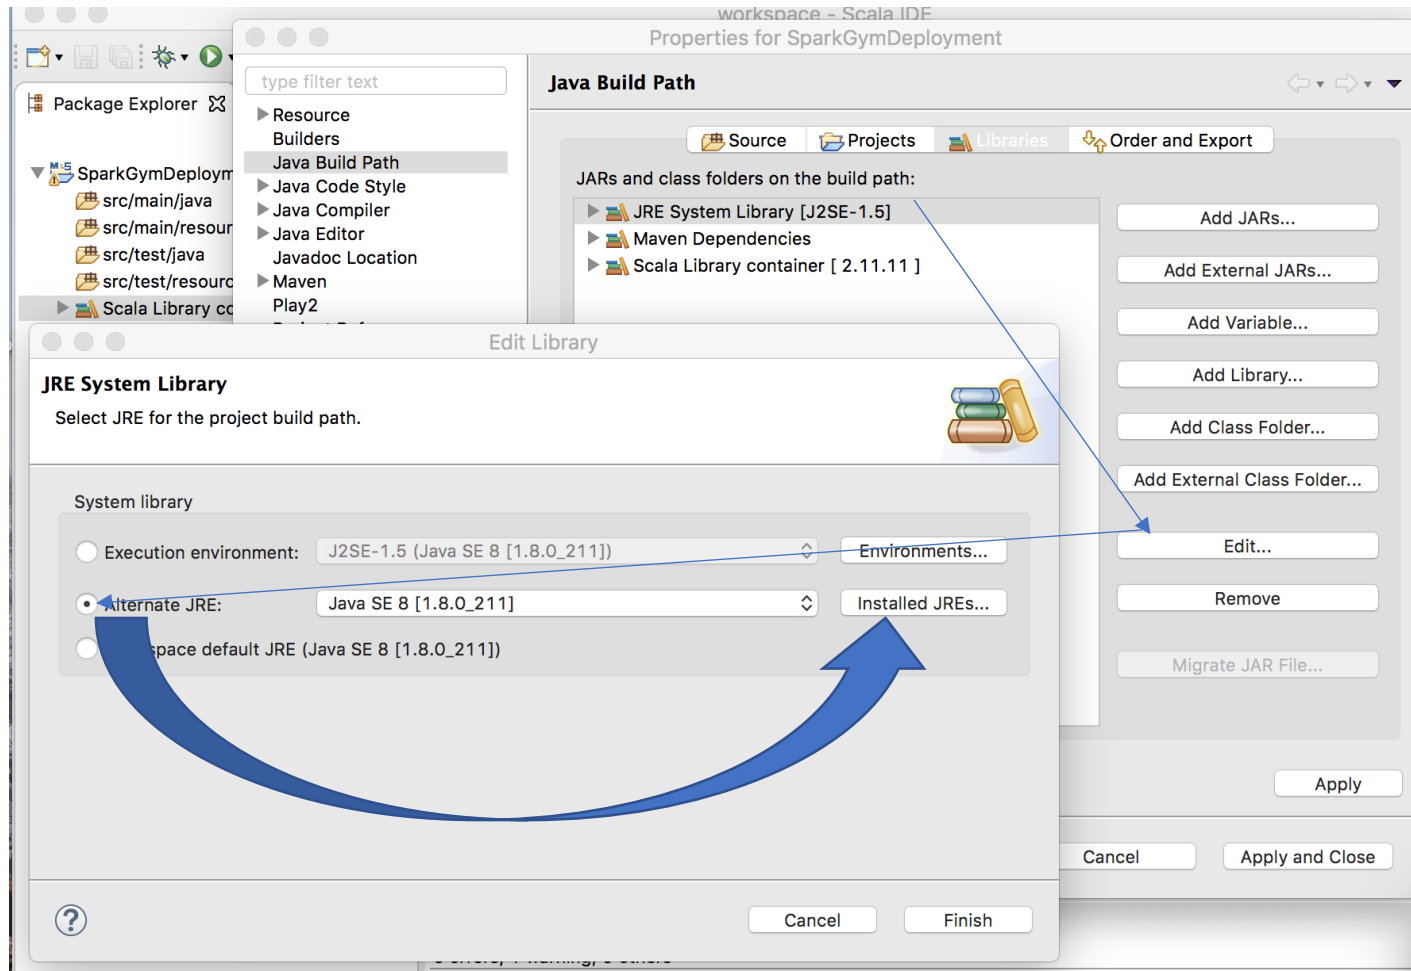 workspace - Scala IDE
Properties for SparkGymDeployment
type filter text
Java Build Path
Package Explorer
Resource
Builders
Java Build Path
Java Code Style
Java Compiler
Java Editor
Javadoc Location
Maven
Play2
SparkGymDeploym
src/main/java
src/main/resour
src/test/java
src/test/resourc
Scala Library co
Source
Projects
Libraries
Order and Export
JARs and class folders on the build path:
JRE System Library [J2SE-1.5]
Maven Dependencies
Scala Library container [ 2.11.11 ]
Add JARs...
Add External JARs...
Add Variable...
Add Library...
Add Class Folder...
Add External Class Folder...
Edit...
Remove
Migrate JAR File...
Apply
Cancel
Apply and Close
Edit Library
JRE System Library
Select JRE for the project build path.
System library
Execution environment:
J2SE-1.5 (Java SE 8 [1.8.0_211])
Environments...
Alternate JRE:
Java SE 8 [1.8.0_211]
Installed JREs...
space default JRE (Java SE 8 [1.8.0_211])
?
Cancel
Finish